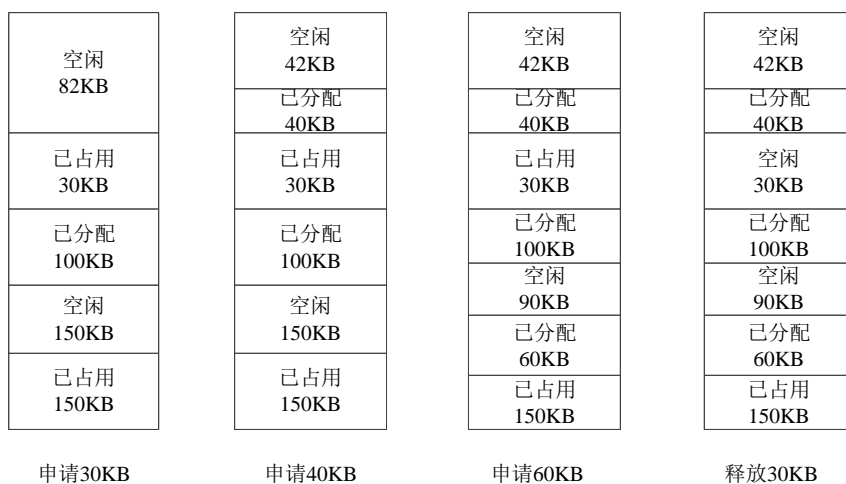 空闲
82KB
已占用
30KB
已分配
100KB
空闲
150KB
已占用
150KB
申请30KB
空闲
42KB
已分配
40KB
已占用
30KB
已分配
100KB
空闲
150KB
已占用
150KB
申请40KB
空闲
42KB
已分配
40KB
已占用
30KB
已分配
100KB
空闲
90KB
已分配
60KB
已占用
150KB
申请60KB
空闲
42KB
已分配
40KB
空闲
30KB
已分配
100KB
空闲
90KB
已分配
60KB
已占用
150KB
释放30KB